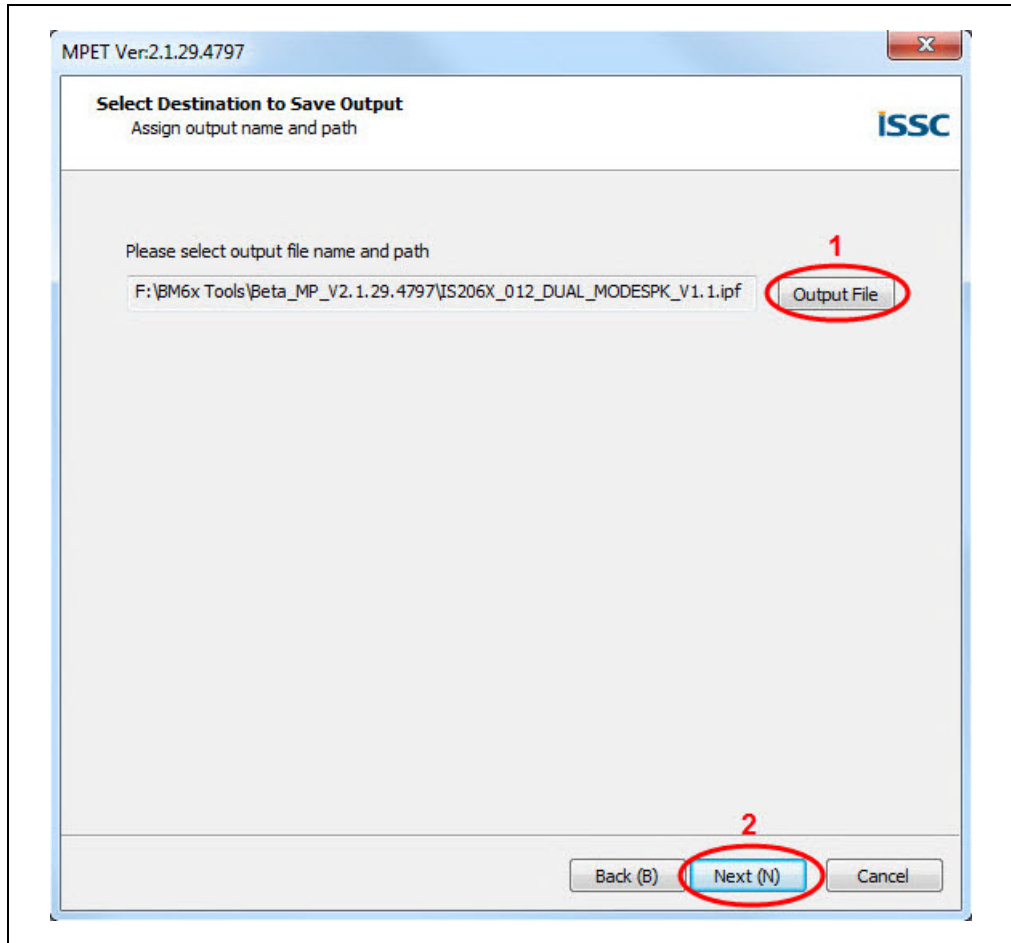 MPET Ver:2.1.29.4797
x
Select Destination to Save Output
Assign output name and path
issc
Please select output file name and path
1
F:\BM6x Tools\Beta_MP_V2.1.29.4797\IS206X_012_DUAL_MODESPK_V1.1.ipf
Output File
2
Back (B)
Next (N)
Cancel